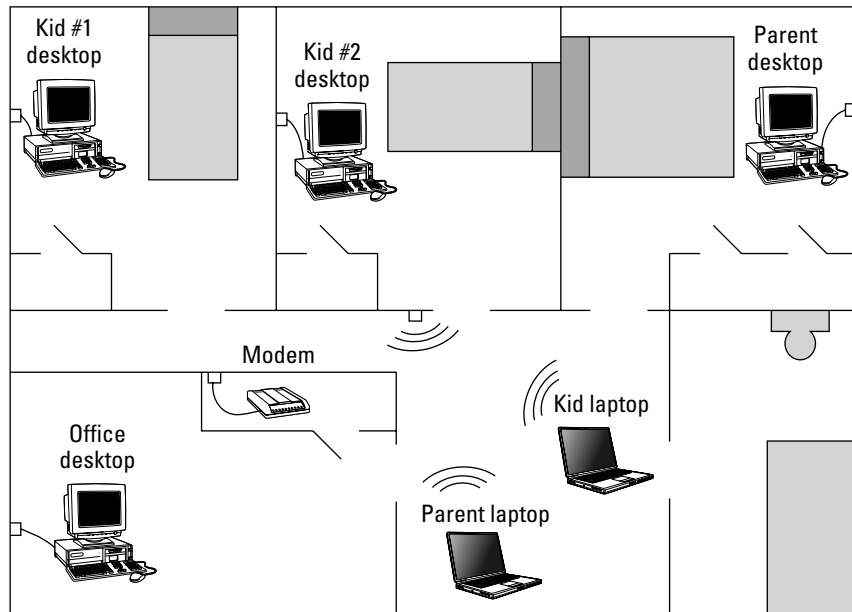 Kid #1
desktop
Kid #2
desktop
Parent
desktop
Modem
Kid laptop
Office
desktop
Parent laptop